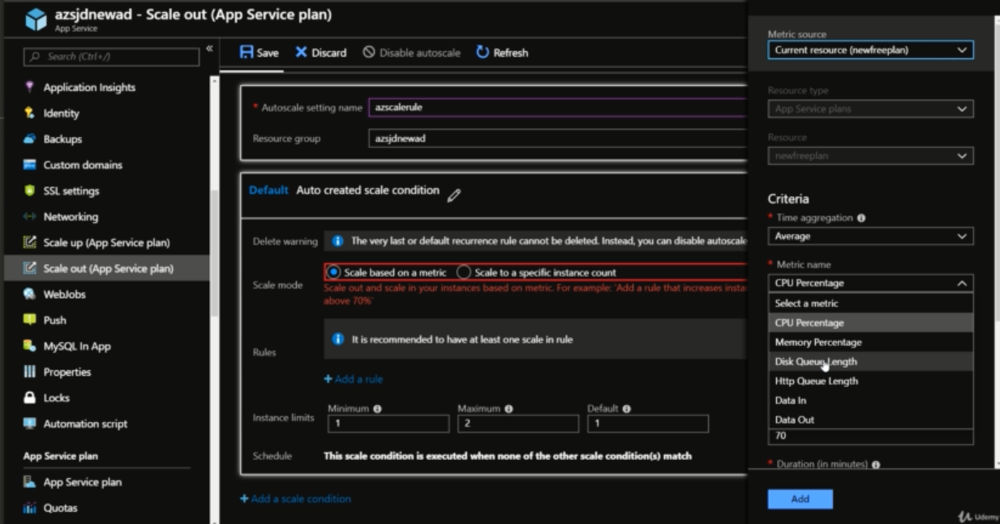 azsjdnewad - Scale out (App Service plan)
App Service
Search (Ctrl+/)
«
Application Insights
Identity
Backups
Custom domains
SSL settings
Networking
Scale up (App Service plan)
Scale out (App Service plan)
WebJobs
Push
MySQL In App
Properties
Locks
Automation script
App Service plan
App Service plan
Quotas
Save Discard Disable autoscale Refresh
* Autoscale setting name azscalerule
Resource group azsjdnewad
Default Auto created scale condition
Delete warning The very last or default recurrence rule cannot be deleted. Instead, you can disable autoscale
Scale mode
Scale based on a metric Scale to a specific instance count
Scale out and scale in your instances based on metric. For example: 'Add a rule that increases insta
above 70%'
Rules
It is recommended to have at least one scale in rule
+ Add a rule
Instance limits
Minimum Maximum Default
1 2 1
Schedule This scale condition is executed when none of the other scale condition(s) match
+ Add a scale condition
Metric source
Current resource (newfreeplan)
Resource type
App Service plans
Resource
newfreeplan
Criteria
* Time aggregation
Average
* Metric name
CPU Percentage
Select a metric
CPU Percentage
Memory Percentage
Disk Queue Length
Http Queue Length
Data In
Data Out
70
* Duration (in minutes)
Add
Udemy